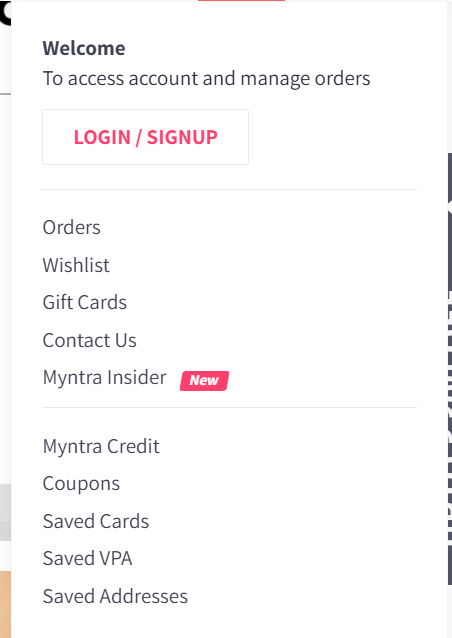 Welcome
To access account and manage orders
LOGIN / SIGNUP
Orders
Wishlist
Gift Cards
Contact Us
Myntra Insider New
Myntra Credit
Coupons
Saved Cards
Saved VPA
Saved Addresses